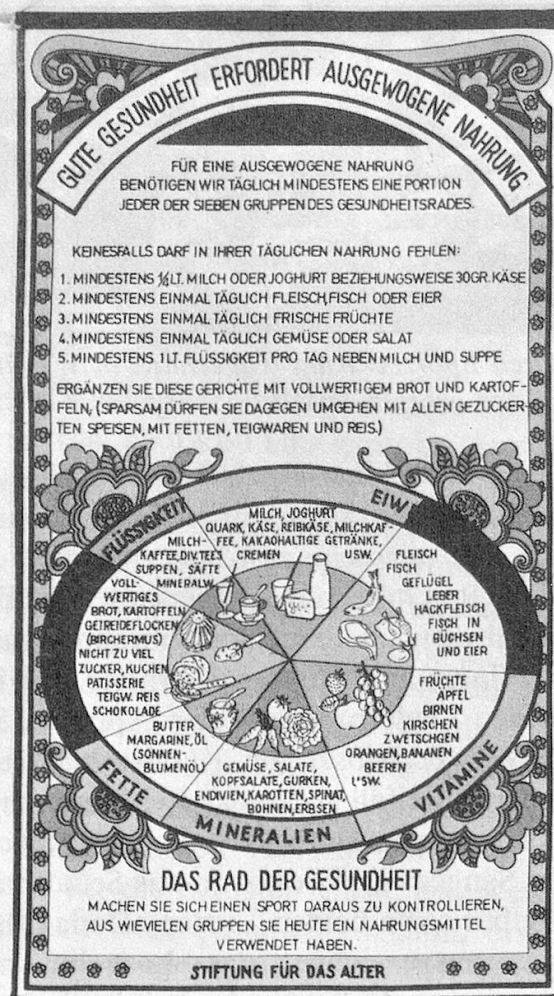 GUTE GESUNDHEIT ERFORDERT AUSGEWOGENE NAHRUNG
FÜR EINE AUSGEWOGENE NAHRUNG
BENÖTIGEN WIR TÄGLICH MINDESTENS EINE PORTION
JEDER DER SIEBEN GRUPPEN DES GESUNDHEITSRADES.
KEINESFALLS DARF IN IHRER TÄGLICHEN NAHRUNG FEHLEN:
1. MINDESTENS ¼ LT. MILCH ODER JOGHURT BEZIEHUNGSWEISE 30GR. KÄSE
2. MINDESTENS EINMAL TÄGLICH FLEISCH, FISCH ODER EIER
3. MINDESTENS EINMAL TÄGLICH FRISCHE FRÜCHTE
4. MINDESTENS EINMAL TÄGLICH GEMÜSE ODER SALAT
5. MINDESTENS 1 LT. FLÜSSIGKEIT PRO TAG NEBEN MILCH UND SUPPE
ERGÄNZEN SIE DIESE GERICHTE MIT VOLLWERTIGEM BROT UND KARTOF-
FELN, (SPARSAM DÜRFEN SIE DAGEGEN UMGEHEN MIT ALLEN GEZUCKER-
TEN SPEISEN, MIT FETTEN, TEIGWAREN UND REIS.)
FLÜSSIGKEIT
EIW
MILCH, JOGHURT
QUARK, KÄSE, REIBKÄSE, MILCHKAF-
FEE, KAKAOHALTIGE GETRÄNKE,
CREMEN USW.
FLEISCH
FISCH
GEFLÜGEL
LEBER
HACKFLEISCH
FISCH IN
BÜCHSEN
UND EIER
FRÜCHTE
ÄPFEL
BIRNEN
KIRSCHEN
ZWETSCHGEN
ORANGEN, BANANEN
BEEREN
USW.
VITAMINE
GEMÜSE, SALATE,
KOPFSALATE, GURKEN,
ENDIVIEN, KAROTTEN, SPINAT,
BOHNEN, ERBSEN
MINERALIEN
BUTTER
MARGARINE, ÖL
(SONNEN-
BLUMENÖL)
FETTE
VOLL-
WERTIGES
BROT, KARTOFFELN
GETREIDEFLOCKEN
(BIRCHERMUS)
NICHT ZU VIEL
ZUCKER, KUCHEN
PATISSERIE
TEIGW. REIS
SCHOKOLADE
MILCH-
KAFFEE, DIV. TEES
SUPPEN, SÄFTE
MINERALW.
DAS RAD DER GESUNDHEIT
MACHEN SIE SICH EINEN SPORT DARAUS ZU KONTROLLIEREN,
AUS WIEVIELEN GRUPPEN SIE HEUTE EIN NAHRUNGSMITTEL
VERWENDET HABEN.
STIFTUNG FÜR DAS ALTER